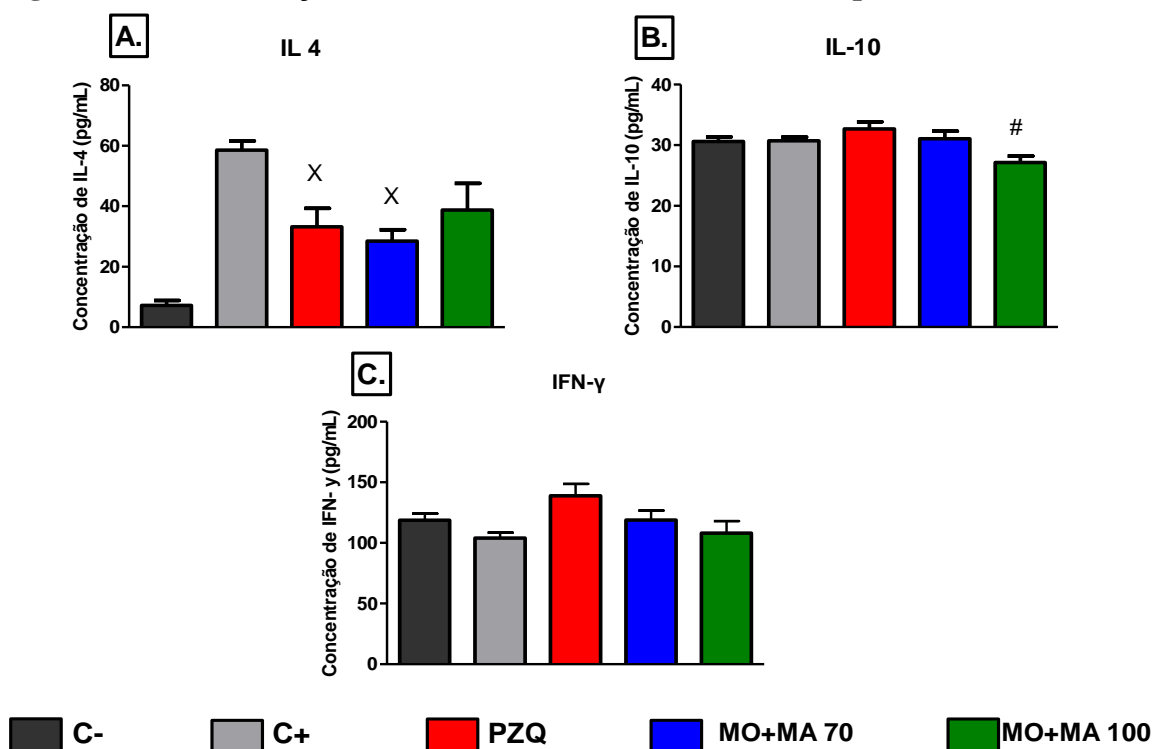 A.
IL 4
Concentração de IL-4 (pg/mL)
80
60
40
20
0
X
X
B.
IL-10
Concentração de IL-10 (pg/mL)
40
30
20
10
0
#
C.
IFN-γ
Concentração de IFN- y (pg/mL)
200
150
100
50
0
C-
C+
PZQ
MO+MA 70
MO+MA 100